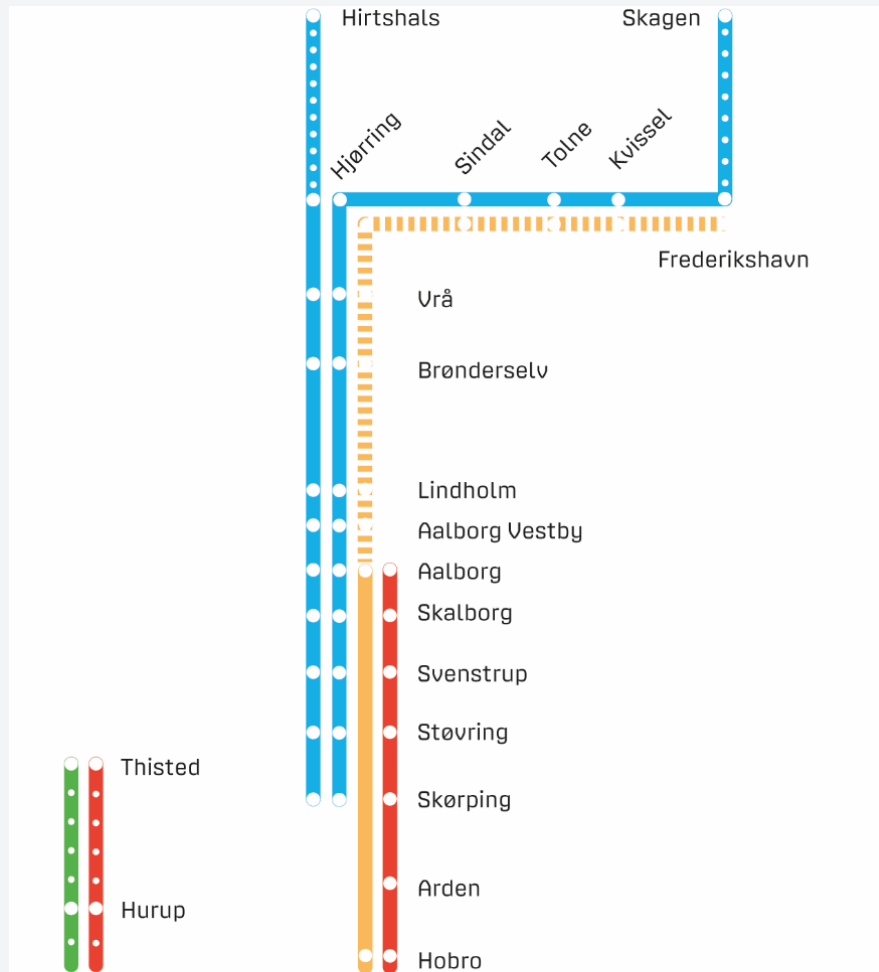 Hirtshals
Skagen
Hjørring
Sindal
Tolne
Kvissel
Frederikshavn
Vrå
Brønderselv
Lindholm
Aalborg Vestby
Aalborg
Skalborg
Svenstrup
Støvring
Thisted
Skørping
Arden
Hurup
Hobro